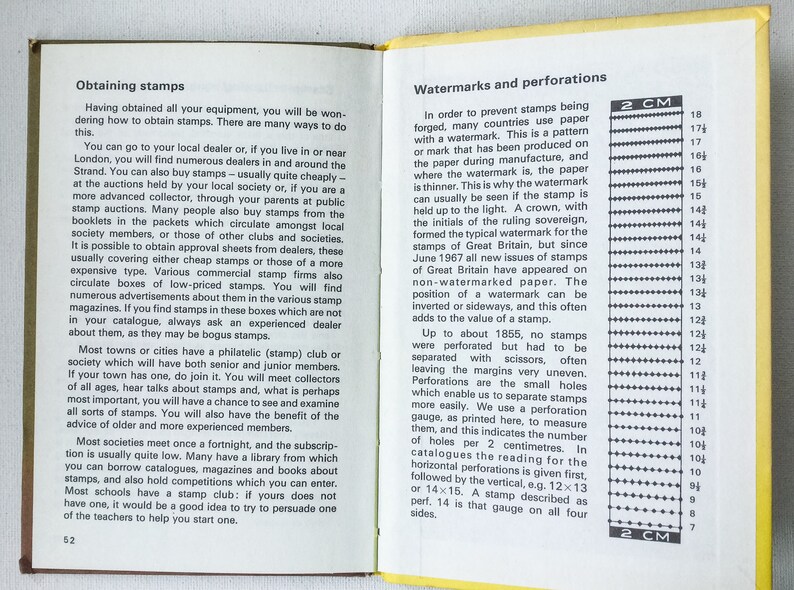 Obtaining stamps
Having obtained all your equipment, you will be won-
dering how to obtain stamps. There are many ways to do
this.
You can go to your local dealer or, if you live in or near
London, you will find numerous dealers in and around the
Strand. You can also buy stamps – usually quite cheaply –
at the auctions held by your local society or, if you are a
more advanced collector, through your parents at public
stamp auctions. Many people also buy stamps from the
booklets in the packets which circulate amongst local
society members, or those of other clubs and societies.
It is possible to obtain approval sheets from dealers, these
usually covering either cheap stamps or those of a more
expensive type. Various commercial stamp firms also
circulate boxes of low-priced stamps. You will find
numerous advertisements about them in the various stamp
magazines. If you find stamps in these boxes which are not
in your catalogue, always ask an experienced dealer
about them, as they may be bogus stamps.
Most towns or cities have a philatelic (stamp) club or
society which will have both senior and junior members.
If your town has one, do join it. You will meet collectors
of all ages, hear talks about stamps and, what is perhaps
most important, you will have a chance to see and examine
all sorts of stamps. You will also have the benefit of the
advice of older and more experienced members.
Most societies meet once a fortnight, and the subscrip-
tion is usually quite low. Many have a library from which
you can borrow catalogues, magazines and books about
stamps, and also hold competitions which you can enter.
Most schools have a stamp club: if yours does not
have one, it would be a good idea to try to persuade one
of the teachers to help you start one.
52
Watermarks and perforations
In order to prevent stamps being
forged, many countries use paper
with a watermark. This is a pattern
or mark that has been produced on
the paper during manufacture, and
where the watermark is, the paper
is thinner. This is why the watermark
can usually be seen if the stamp is
held up to the light. A crown, with
the initials of the ruling sovereign,
formed the typical watermark for the
stamps of Great Britain, but since
June 1967 all new issues of stamps
of Great Britain have appeared on
non-watermarked paper. The
position of a watermark can be
inverted or sideways, and this often
adds to the value of a stamp.
Up to about 1855, no stamps
were perforated but had to be
separated with scissors, often
leaving the margins very uneven.
Perforations are the small holes
which enable us to separate stamps
more easily. We use a perforation
gauge, as printed here, to measure
them, and this indicates the number
of holes per 2 centimetres. In
catalogues the reading for the
horizontal perforations is given first,
followed by the vertical, e.g. 12×13
or 14×15. A stamp described as
perf. 14 is that gauge on all four
sides.
2 CM
18
17½
17
16½
16
15½
15
14¾
14½
14¼
14
13¾
13½
13¼
13
12¾
12½
12¼
12
11¾
11½
11¼
11
10¾
10½
10¼
10
9½
9
8
7
2 CM